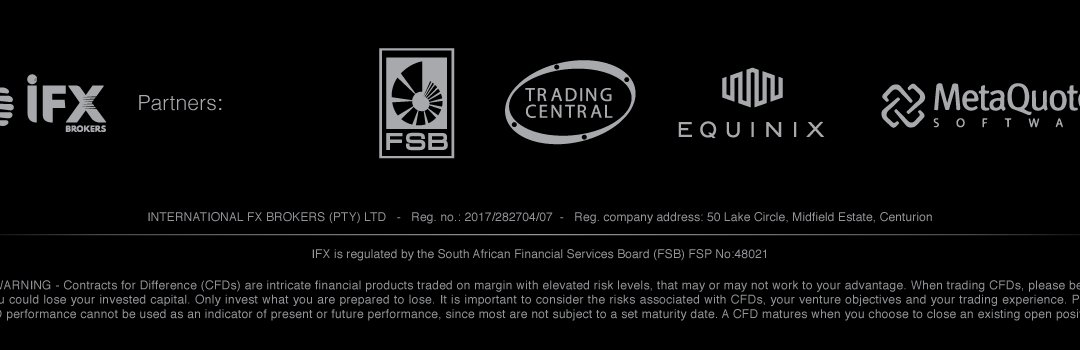 iFX
BROKERS
Partners:
FSB
TRADING
CENTRAL
EQUINIX
MetaQuote
SOFTWA
INTERNATIONAL FX BROKERS (PTY) LTD - Reg. no.: 2017/282704/07 - Reg. company address: 50 Lake Circle, Midfield Estate, Centurion
IFX is regulated by the South African Financial Services Board (FSB) FSP No:48021
WARNING - Contracts for Difference (CFDs) are intricate financial products traded on margin with elevated risk levels, that may or may not work to your advantage. When trading CFDs, please be
u could lose your invested capital. Only invest what you are prepared to lose. It is important to consider the risks associated with CFDs, your venture objectives and your trading experience. P
performance cannot be used as an indicator of present or future performance, since most are not subject to a set maturity date. A CFD matures when you choose to close an existing open posi